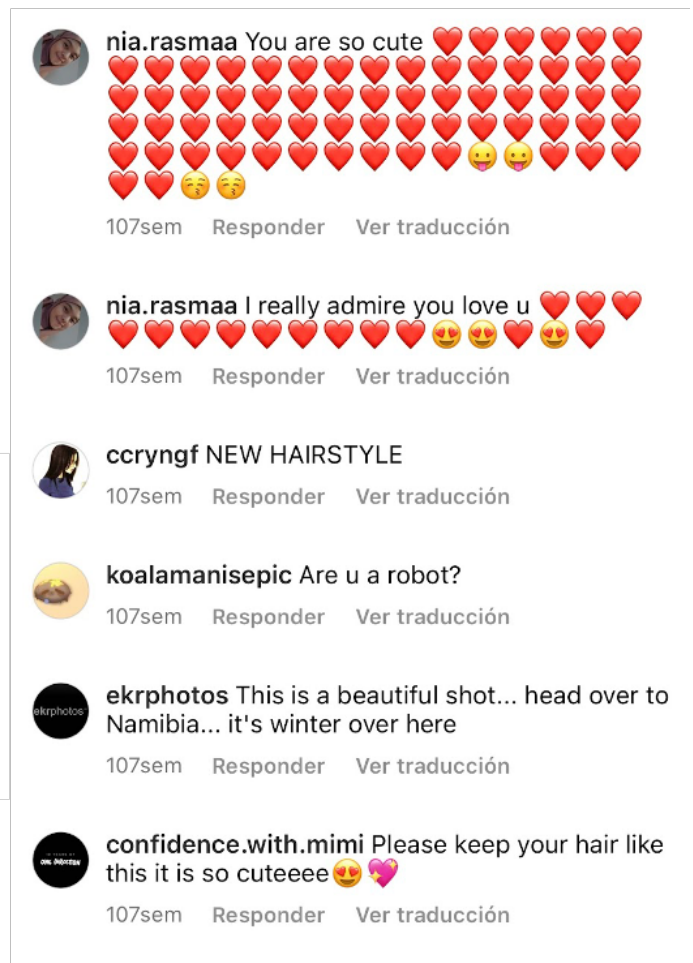 nia.rasmaa You are so cute ❤️❤️❤️❤️❤️❤️
❤️❤️❤️❤️❤️❤️❤️❤️❤️❤️❤️❤️❤️❤️❤️
❤️❤️❤️❤️❤️❤️❤️❤️❤️❤️❤️❤️❤️❤️❤️
❤️❤️❤️❤️❤️❤️❤️❤️❤️❤️❤️❤️❤️❤️❤️
❤️❤️❤️❤️❤️❤️❤️❤️❤️❤️😛😛❤️❤️❤️
❤️❤️😚😚
107sem Responder Ver traducción
nia.rasmaa I really admire you love u ❤️❤️❤️
❤️❤️❤️❤️❤️❤️❤️❤️❤️😍😍❤️😍❤️
107sem Responder Ver traducción
ccryngf NEW HAIRSTYLE
107sem Responder Ver traducción
koalamanisepic Are u a robot?
107sem Responder Ver traducción
ekrphotos
ekrphotos This is a beautiful shot... head over to
Namibia... it's winter over here
107sem Responder Ver traducción
ONE DIRECTION
confidence.with.mimi Please keep your hair like
this it is so cuteeee😍💖
107sem Responder Ver traducción